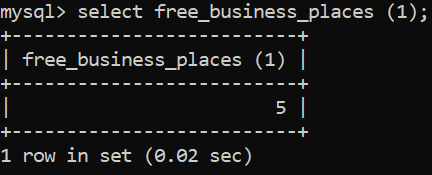 mysql> select free_business_places (1);
+--------------------------+
| free_business_places (1) |
+--------------------------+
|                        5 |
+--------------------------+
1 row in set (0.02 sec)